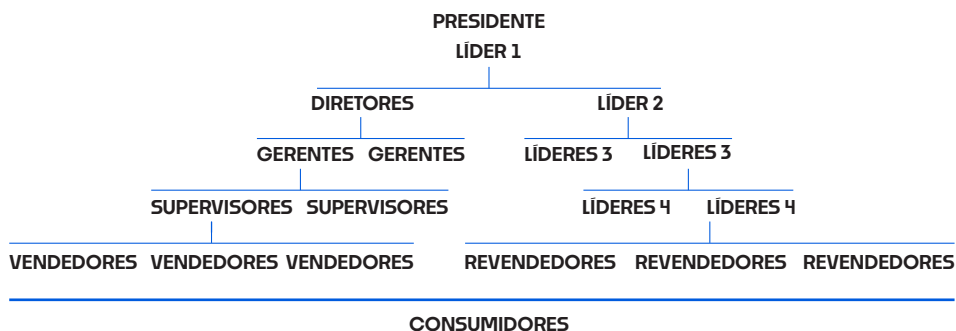 PRESIDENTE
LÍDER 1
DIRETORES LÍDER 2
GERENTES GERENTES LÍDERES 3 LÍDERES 3
SUPERVISORES SUPERVISORES LÍDERES 4 LÍDERES 4
VENDEDORES VENDEDORES VENDEDORES REVENDEDORES REVENDEDORES REVENDEDORES
CONSUMIDORES